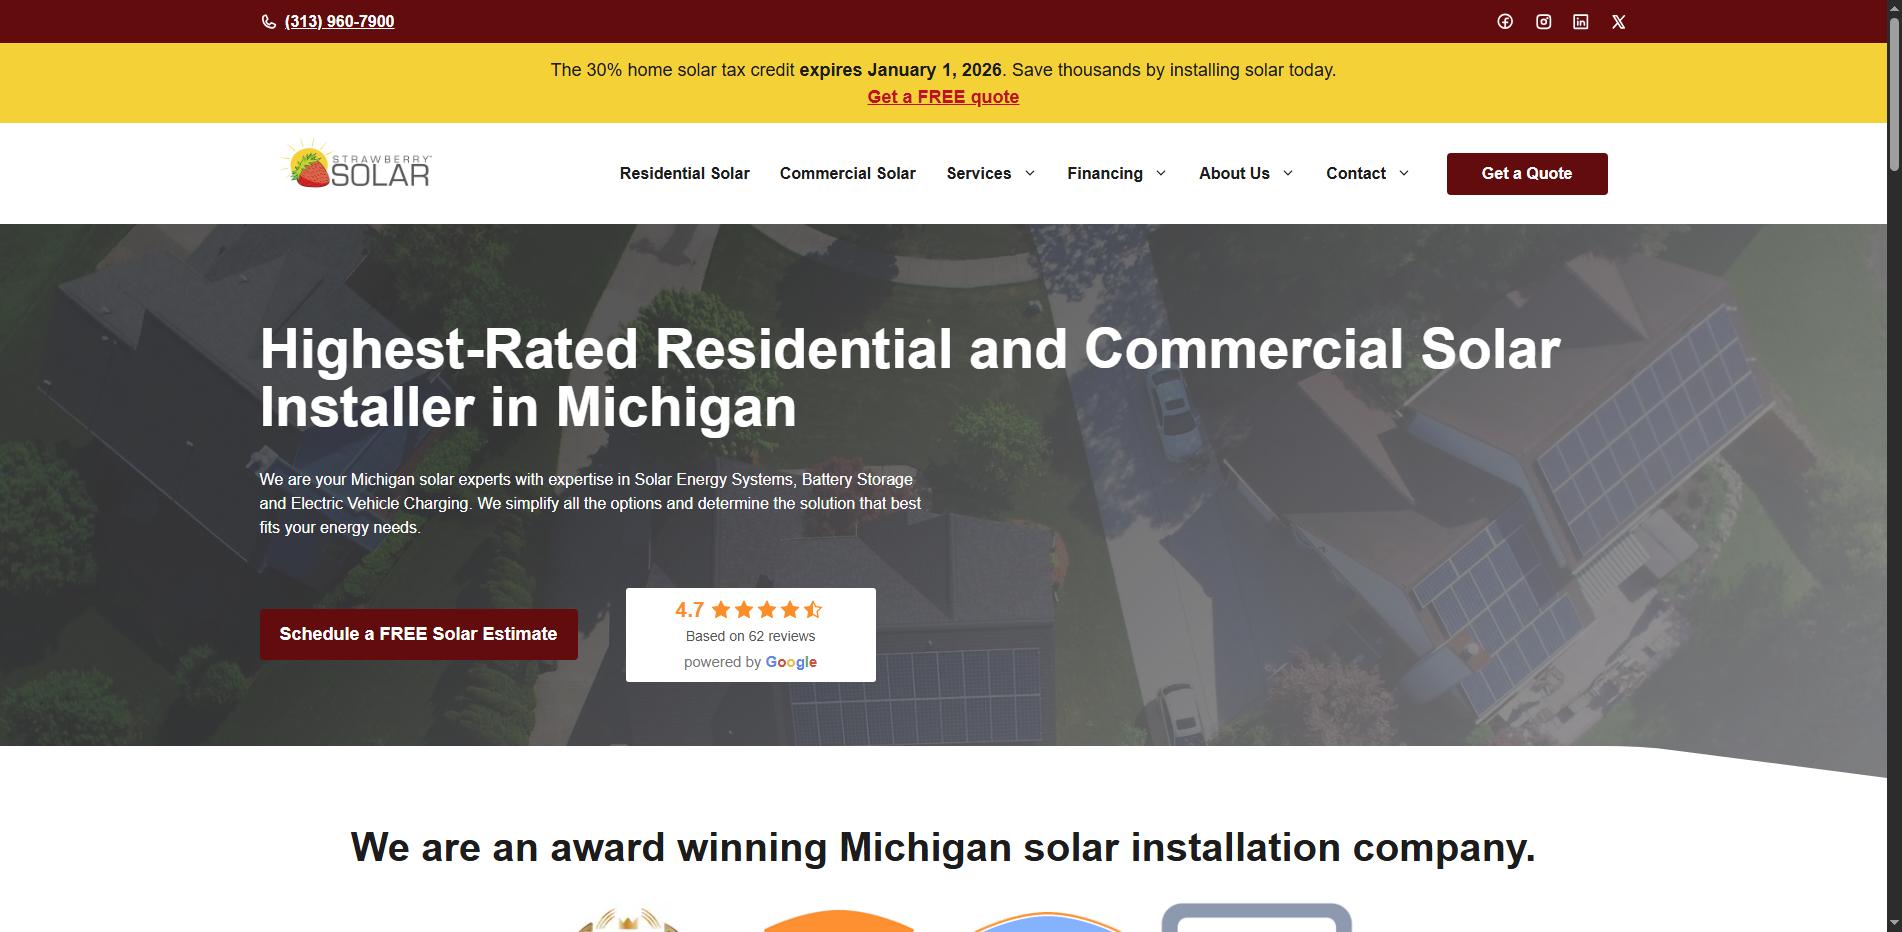 (313) 960-7900
The 30% home solar tax credit expires January 1, 2026. Save thousands by installing solar today.
Get a FREE quote
STRAWBERRY
SOLAR
Residential Solar
Commercial Solar
Services
Financing
About Us
Contact
Get a Quote
Highest-Rated Residential and Commercial Solar
Installer in Michigan
We are your Michigan solar experts with expertise in Solar Energy Systems, Battery Storage
and Electric Vehicle Charging. We simplify all the options and determine the solution that best
fits your energy needs.
Schedule a FREE Solar Estimate
4.7
Based on 62 reviews
powered by Google
We are an award winning Michigan solar installation company.